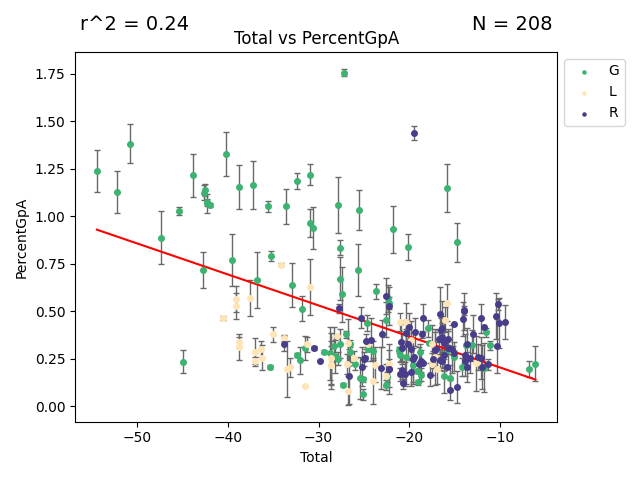 r^2 = 0.24
N = 208
Total vs PercentGpA
G
L
R
PercentGpA
1.75
1.50
1.25
1.00
0.75
0.50
0.25
0.00
−50
−40
−30
−20
−10
Total